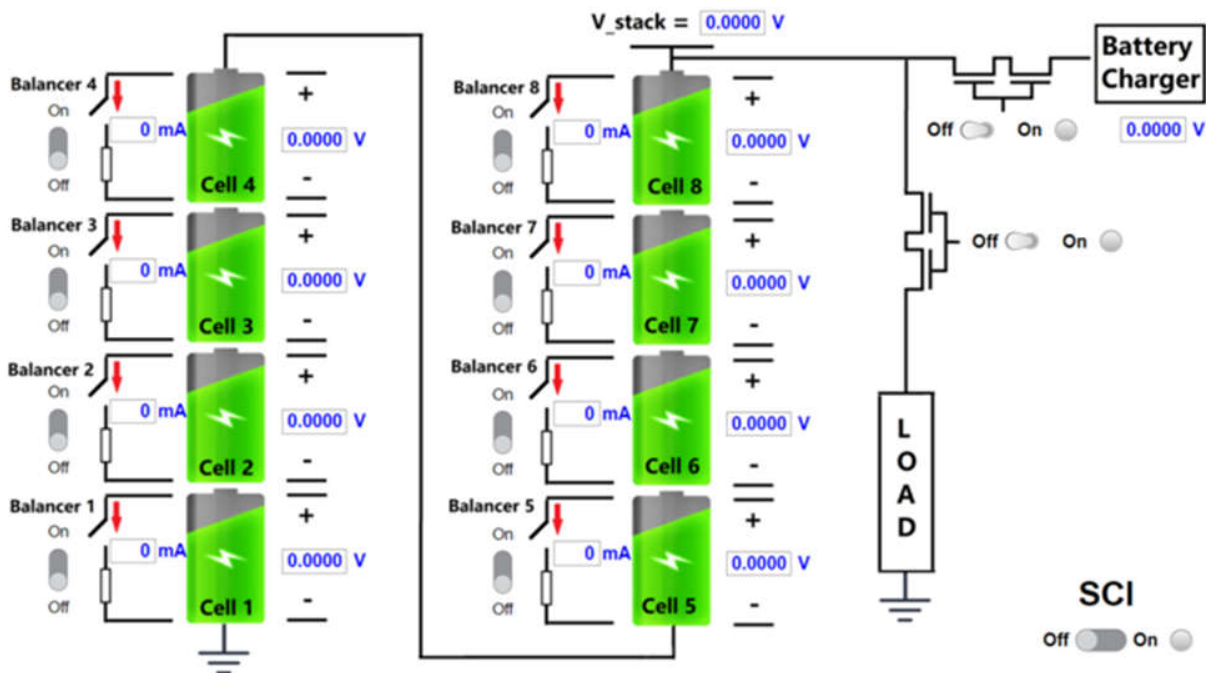 V_stack = 0.0000 V
Battery Charger
Off On
0.0000 V
Balancer 4
On
Off
0 mA
Cell 4
+
0.0000 V
-
Balancer 3
On
Off
0 mA
Cell 3
+
0.0000 V
-
Balancer 2
On
Off
0 mA
Cell 2
+
0.0000 V
-
Balancer 1
On
Off
0 mA
Cell 1
+
0.0000 V
-
Balancer 8
On
Off
0 mA
Cell 8
+
0.0000 V
-
Balancer 7
On
Off
0 mA
Cell 7
+
0.0000 V
-
Balancer 6
On
Off
0 mA
Cell 6
+
0.0000 V
-
Balancer 5
On
Off
0 mA
Cell 5
+
0.0000 V
-
Off On
LOAD
SCI
Off On